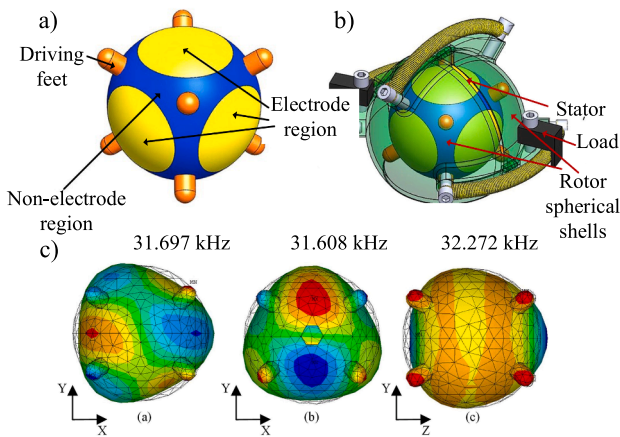 a)
b)
Driving
feet
Electrode
region
Non-electrode
region
Stator
Load
Rotor
spherical
shells
c)
31.697 kHz
31.608 kHz
32.272 kHz
MN
Y
X
(a)
Y
X
(b)
Y
Z
(c)